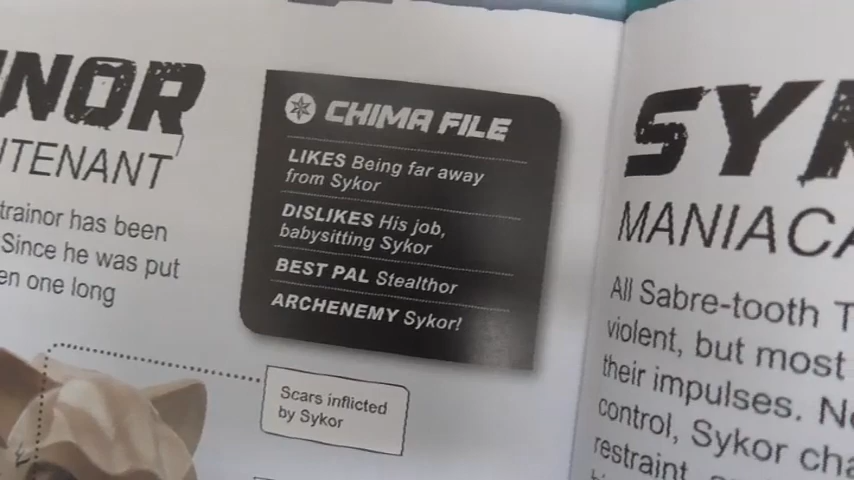 NOR
TENANT
trainor has been
Since he was put
en one long
CHIMA FILE
LIKES Being far away
from Sykor
DISLIKES His job,
babysitting Sykor
BEST PAL Stealthor
ARCHENEMY Sykor!
Scars inflicted
by Sykor
SY
MANIACA
All Sabre-tooth T
violent, but most
their impulses. N
control, Sykor cha
restraint,